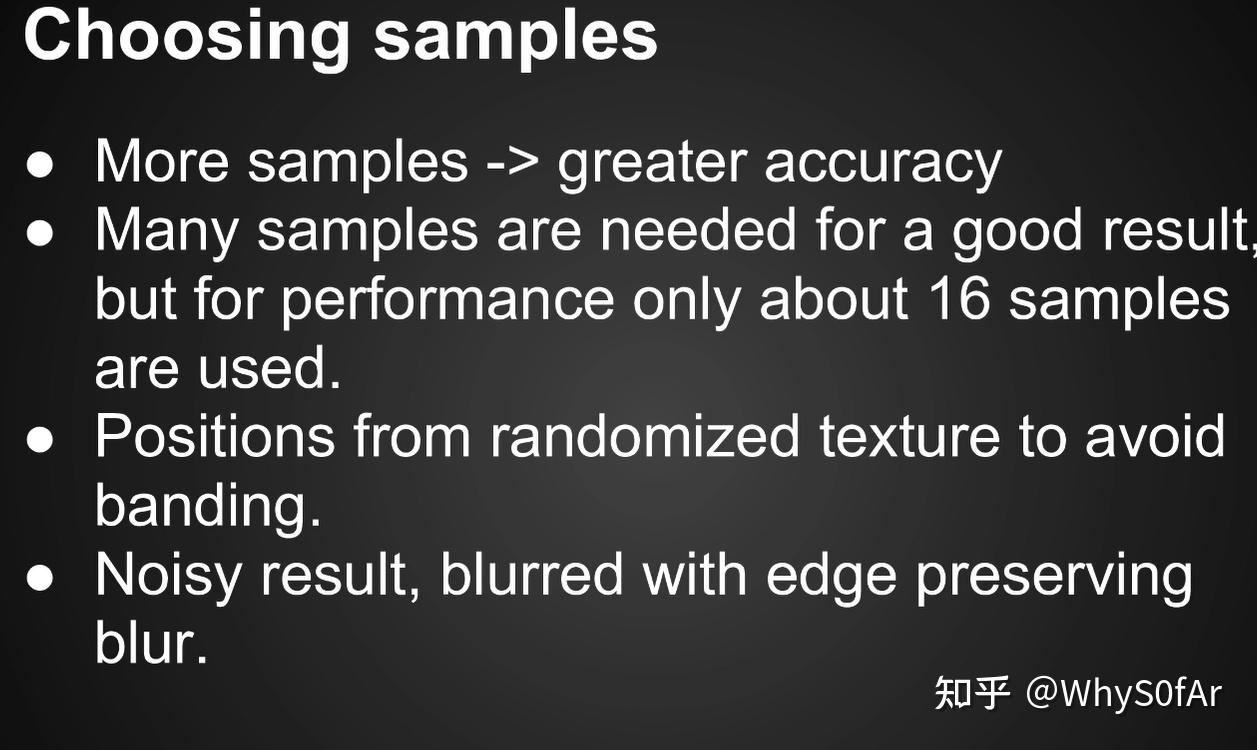 Choosing samples
● More samples -> greater accuracy
● Many samples are needed for a good result,
but for performance only about 16 samples
are used.
● Positions from randomized texture to avoid
banding.
● Noisy result, blurred with edge preserving
blur.
知乎 @WhyS0fAr